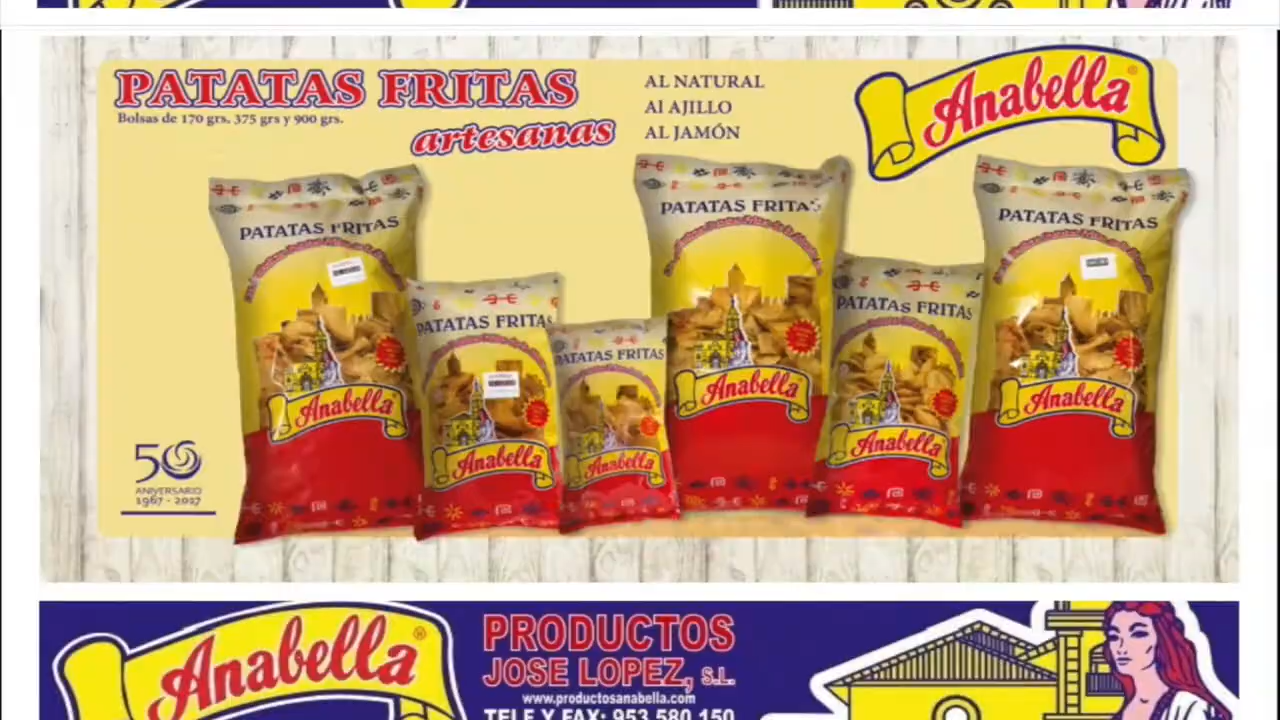 PATATAS FRITAS
Bolsas de 170 grs. 375 grs y 900 grs.
artesanas
AL NATURAL
Al AJILLO
AL JAMÓN
Anabella®
PATATAS FRITAS
Anabella
PATATAS FRITAS
Anabella
PATATAS FRITAS
Anabella
PATATAS FRITAS
Anabella
PATATAS FRITAS
Anabella
PATATAS FRITAS
Anabella
50
ANIVERSARIO
1967 - 2017
Anabella®
PRODUCTOS
JOSE LOPEZ, S.L.
www.productosanabella.com
TELF Y FAX: 953 580 150